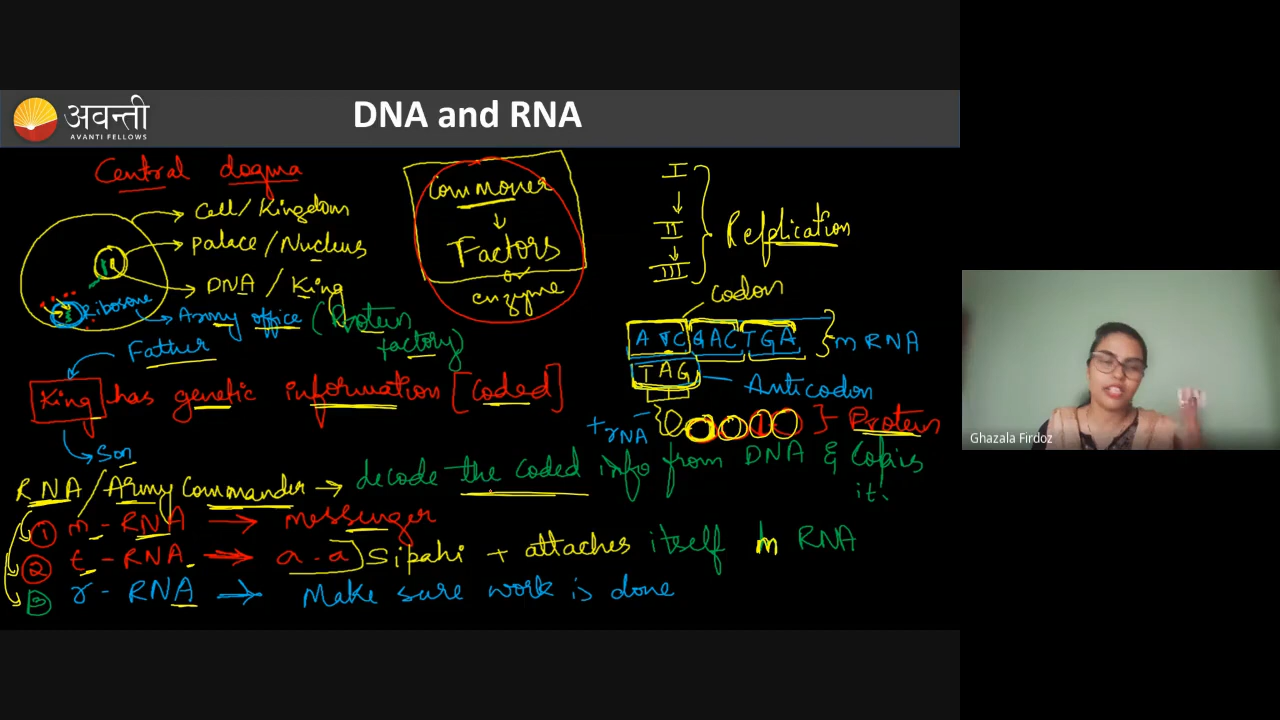 अवन्ती
AVANTI FELLOWS
DNA and RNA
Central dogma
Cell/Kingdom
Palace/Nucleus
DNA / King
Ribosome
Army office (Protein factory)
Father
King has genetic information [Coded]
Son
Commoner
↓
Factors
or
enzyme
I
↓
II
↓
III
Replication
codon
GAC TGA } mRNA
TAG — Anticodon
} Protein
RNA/Army Commander → decode the coded info from DNA & Copies it.
① m-RNA → messenger
② t-RNA → a.a] Sipahi + attaches itself m RNA
③ r-RNA → Make sure work is done
Ghazala Firdoz